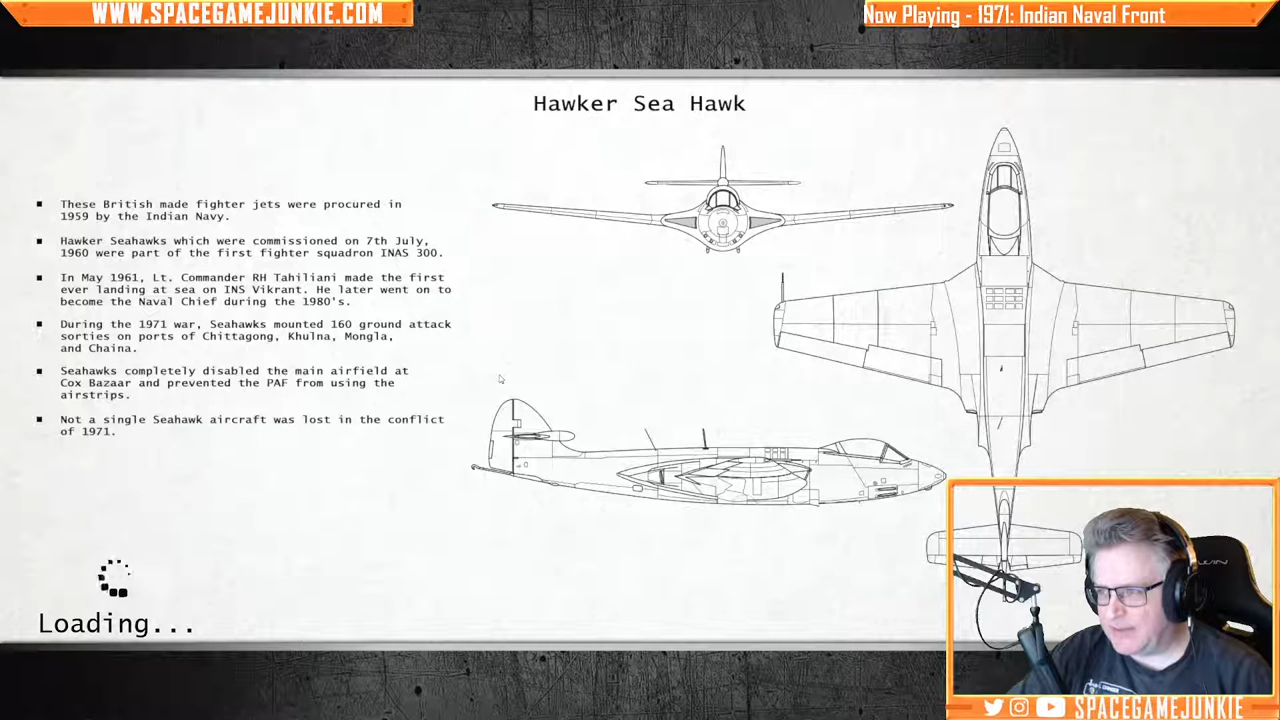 WWW.SPACEGAMEJUNKIE.COM
Now Playing - 1971: Indian Naval Front
Hawker Sea Hawk
These British made fighter jets were procured in
1959 by the Indian Navy.
Hawker Seahawks which were commissioned on 7th July,
1960 were part of the first fighter squadron INAS 300.
In May 1961, Lt. Commander RH Tahiliani made the first
ever landing at sea on INS Vikrant. He later went on to
become the Naval Chief during the 1980's.
During the 1971 war, Seahawks mounted 160 ground attack
sorties on ports of Chittagong, Khulna, Mongla,
and Chaina.
Seahawks completely disabled the main airfield at
Cox Bazaar and prevented the PAF from using the
airstrips.
Not a single Seahawk aircraft was lost in the conflict
of 1971.
Loading...
SPACEGAMEJUNKIE